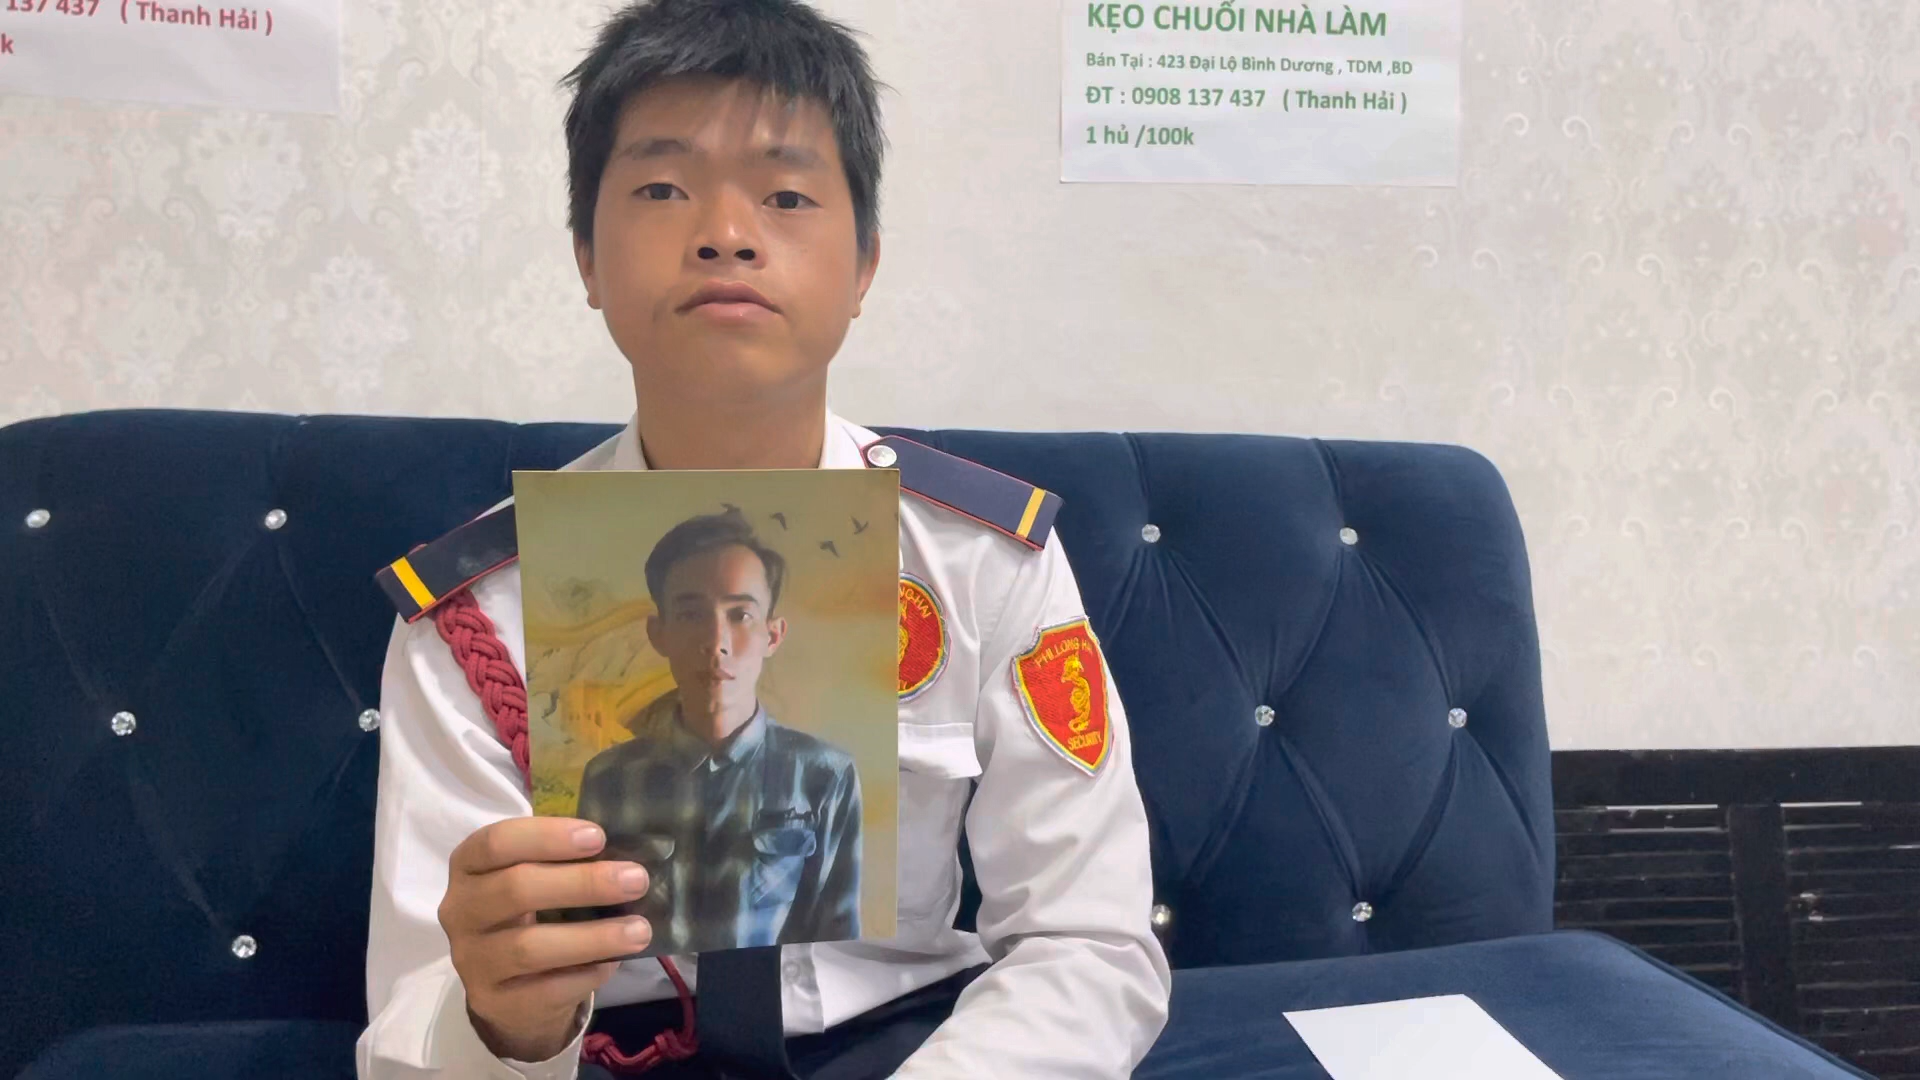 137 437 ( Thanh Hải )
k
KẸO CHUỐI NHÀ LÀM
Bán Tại : 423 Đại Lộ Bình Dương , TDM ,BD
ĐT : 0908 137 437 ( Thanh Hải )
1 hủ /100k
PHI LONG HẢI
SECURITY